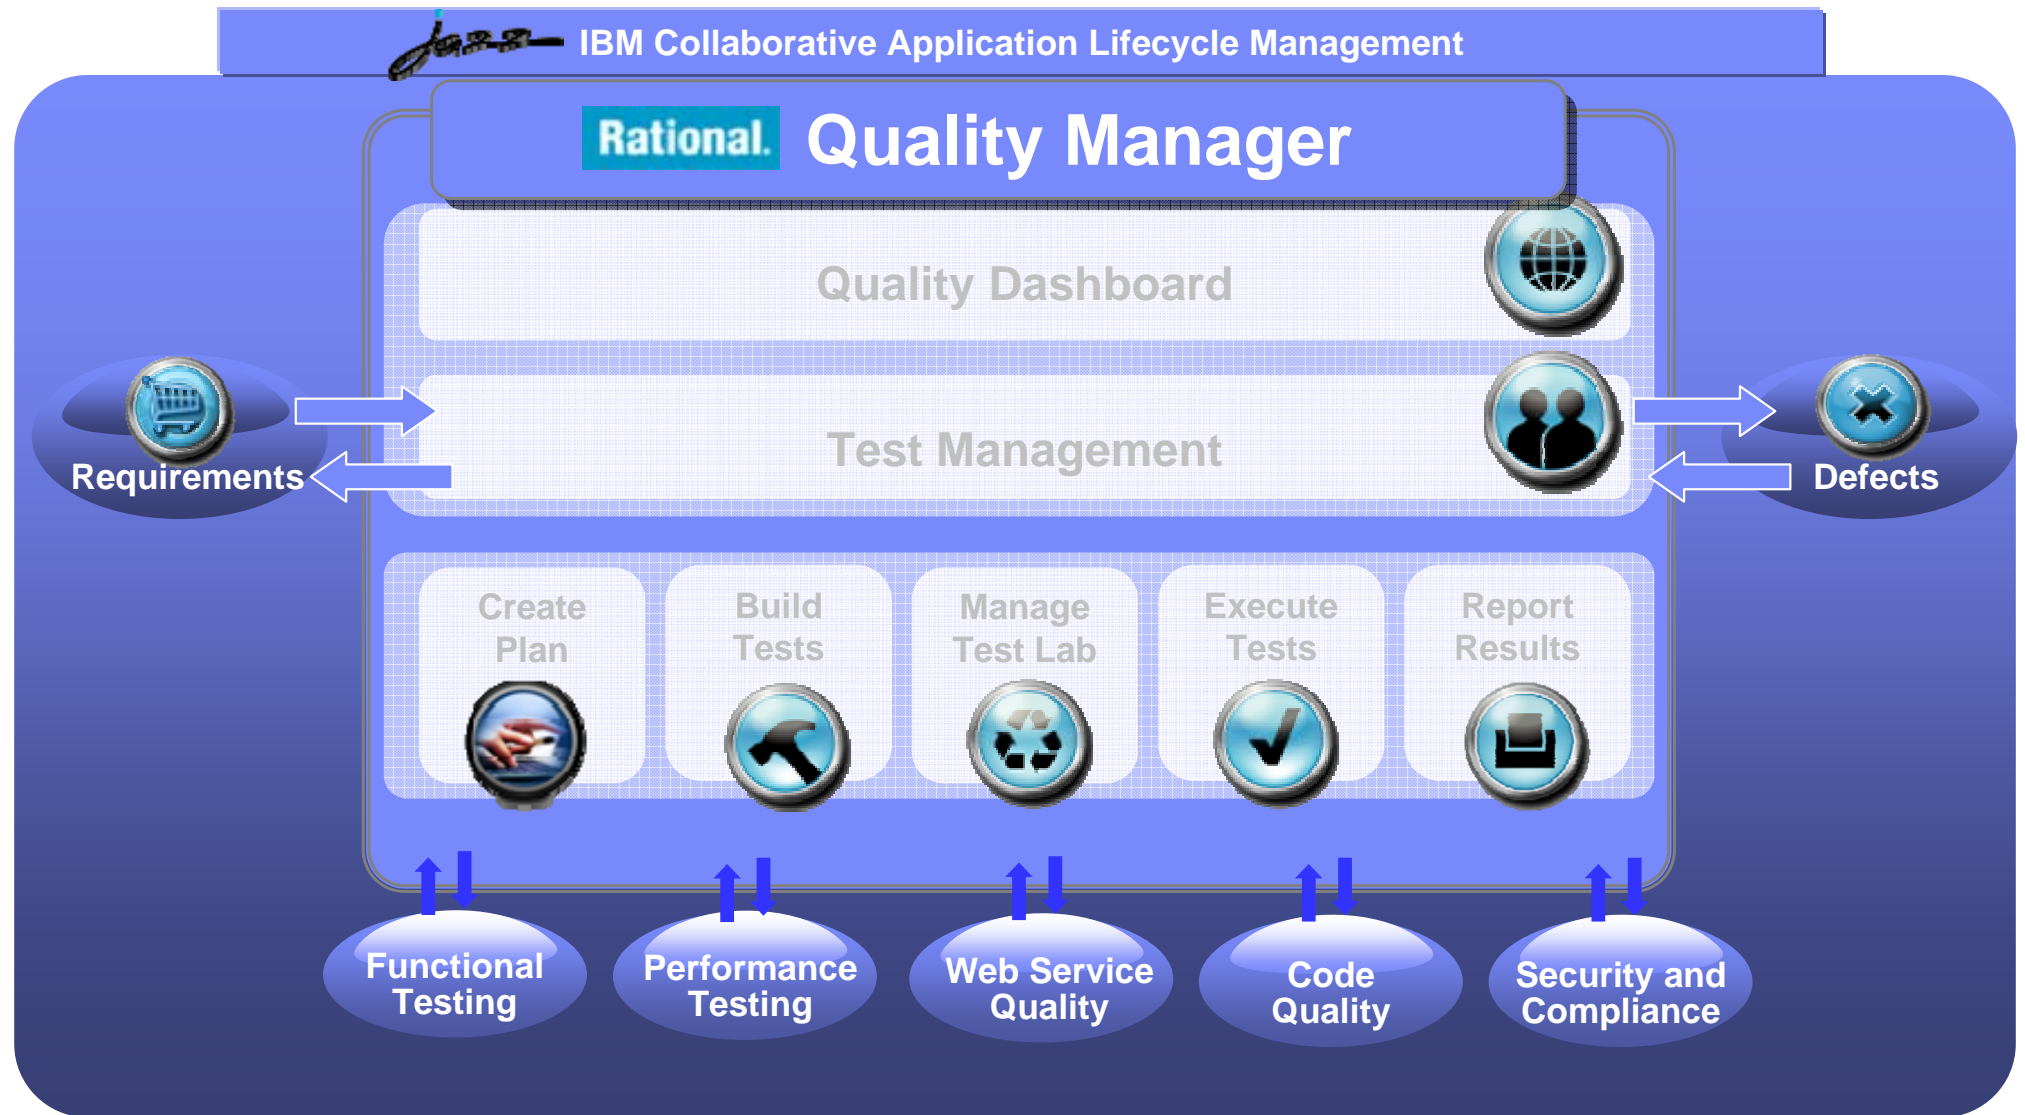 jazz IBM Collaborative Application Lifecycle Management
Rational. Quality Manager
Quality Dashboard
Test Management
Requirements
Defects
Create
Plan
Build
Tests
Manage
Test Lab
Execute
Tests
Report
Results
Functional
Testing
Performance
Testing
Web Service
Quality
Code
Quality
Security and
Compliance